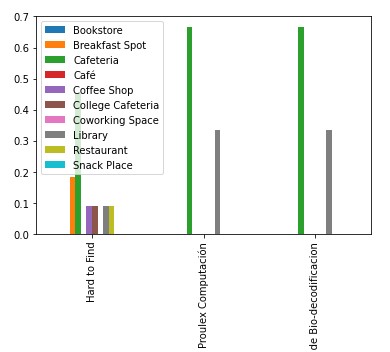 0.7
0.6
0.5
0.4
0.3
0.2
0.1
0.0
Bookstore
Breakfast Spot
Cafeteria
Café
Coffee Shop
College Cafeteria
Coworking Space
Library
Restaurant
Snack Place
Hard to Find
Proulex Computación
de Bio-decodificacion